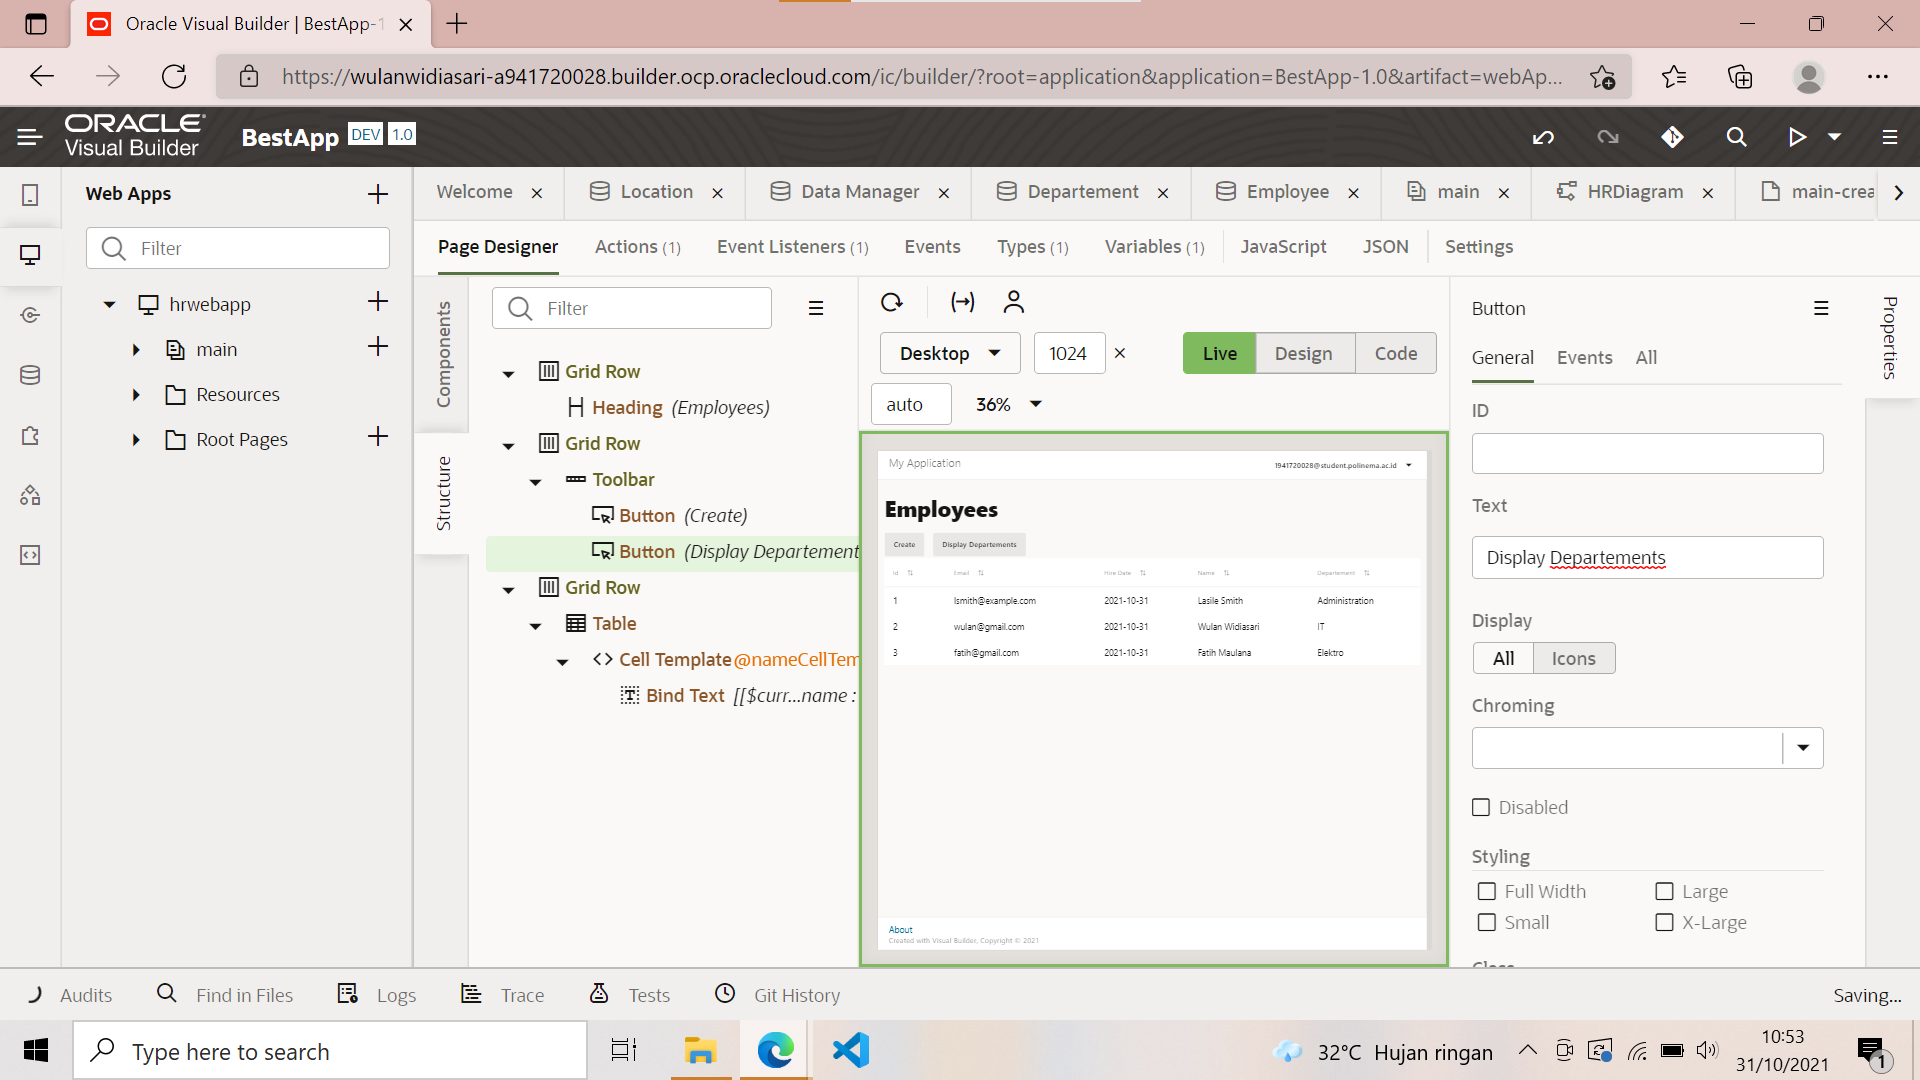 Oracle Visual Builder | BestApp-1
https://wulanwidiasari-a941720028.builder.ocp.oraclecloud.com/ic/builder/?root=application&application=BestApp-1.0&artifact=webAp...
ORACLE
Visual Builder
BestApp DEV 1.0
Web Apps
Filter
hrwebapp
main
Resources
Root Pages
Welcome
Location
Data Manager
Departement
Employee
main
HRDiagram
main-crea
Page Designer
Actions (1)
Event Listeners (1)
Events
Types (1)
Variables (1)
JavaScript
JSON
Settings
Components
Structure
Filter
Grid Row
Heading (Employees)
Grid Row
Toolbar
Button (Create)
Button (Display Departement
Grid Row
Table
Cell Template@nameCellTem
Bind Text [[$curr...name :
Desktop
1024
Live
Design
Code
auto
36%
My Application
1941720028@student.polinema.ac.id
Employees
Create
Display Departements
id Email Hire Date Name Departement
1 lsmith@example.com 2021-10-31 Lasile Smith Administration
2 wulan@gmail.com 2021-10-31 Wulan Widiasari IT
3 fatih@gmail.com 2021-10-31 Fatih Maulana Elektro
About
Created with Visual Builder, Copyright © 2021
Button
General
Events
All
ID
Text
Display Departements
Display
All
Icons
Chroming
Disabled
Styling
Full Width
Large
Small
X-Large
Class
Properties
Audits
Find in Files
Logs
Trace
Tests
Git History
Saving...
Type here to search
32°C Hujan ringan
10:53
31/10/2021
1